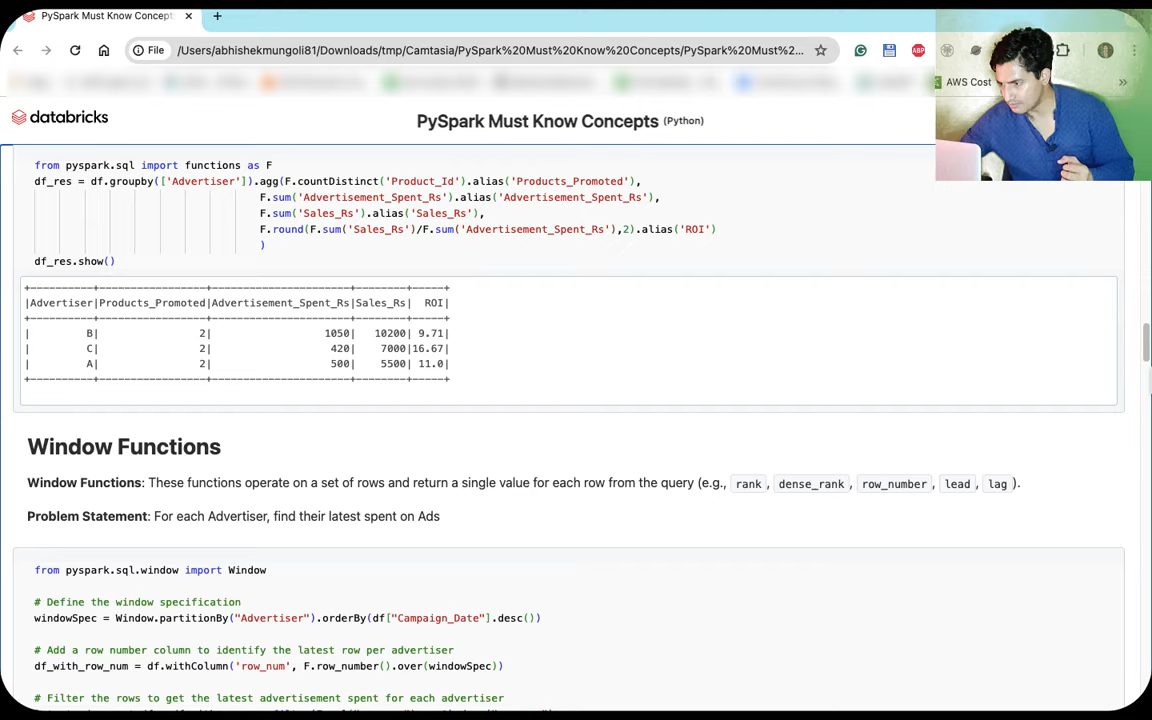 PySpark Must Know Concepts
File
/Users/abhishekmungoli81/Downloads/tmp/Camtasia/PySpark%20Must%20Know%20Concepts/PySpark%20Must%2...
ABP
AWS Cost
databricks
PySpark Must Know Concepts (Python)
from pyspark.sql import functions as F
df_res = df.groupby(['Advertiser']).agg(F.countDistinct('Product_Id').alias('Products_Promoted'),
F.sum('Advertisement_Spent_Rs').alias('Advertisement_Spent_Rs'),
F.sum('Sales_Rs').alias('Sales_Rs'),
F.round(F.sum('Sales_Rs')/F.sum('Advertisement_Spent_Rs'),2).alias('ROI')
)
df_res.show()
+----------+-----------------+----------------------+--------+-----+
|Advertiser|Products_Promoted|Advertisement_Spent_Rs|Sales_Rs|  ROI|
+----------+-----------------+----------------------+--------+-----+
|         B|                2|                  1050|   10200| 9.71|
|         C|                2|                   420|    7000|16.67|
|         A|                2|                   500|    5500| 11.0|
+----------+-----------------+----------------------+--------+-----+
Window Functions
Window Functions: These functions operate on a set of rows and return a single value for each row from the query (e.g., rank, dense_rank, row_number, lead, lag).
Problem Statement: For each Advertiser, find their latest spent on Ads
from pyspark.sql.window import Window
# Define the window specification
windowSpec = Window.partitionBy("Advertiser").orderBy(df["Campaign_Date"].desc())
# Add a row number column to identify the latest row per advertiser
df_with_row_num = df.withColumn('row_num', F.row_number().over(windowSpec))
# Filter the rows to get the latest advertisement spent for each advertiser